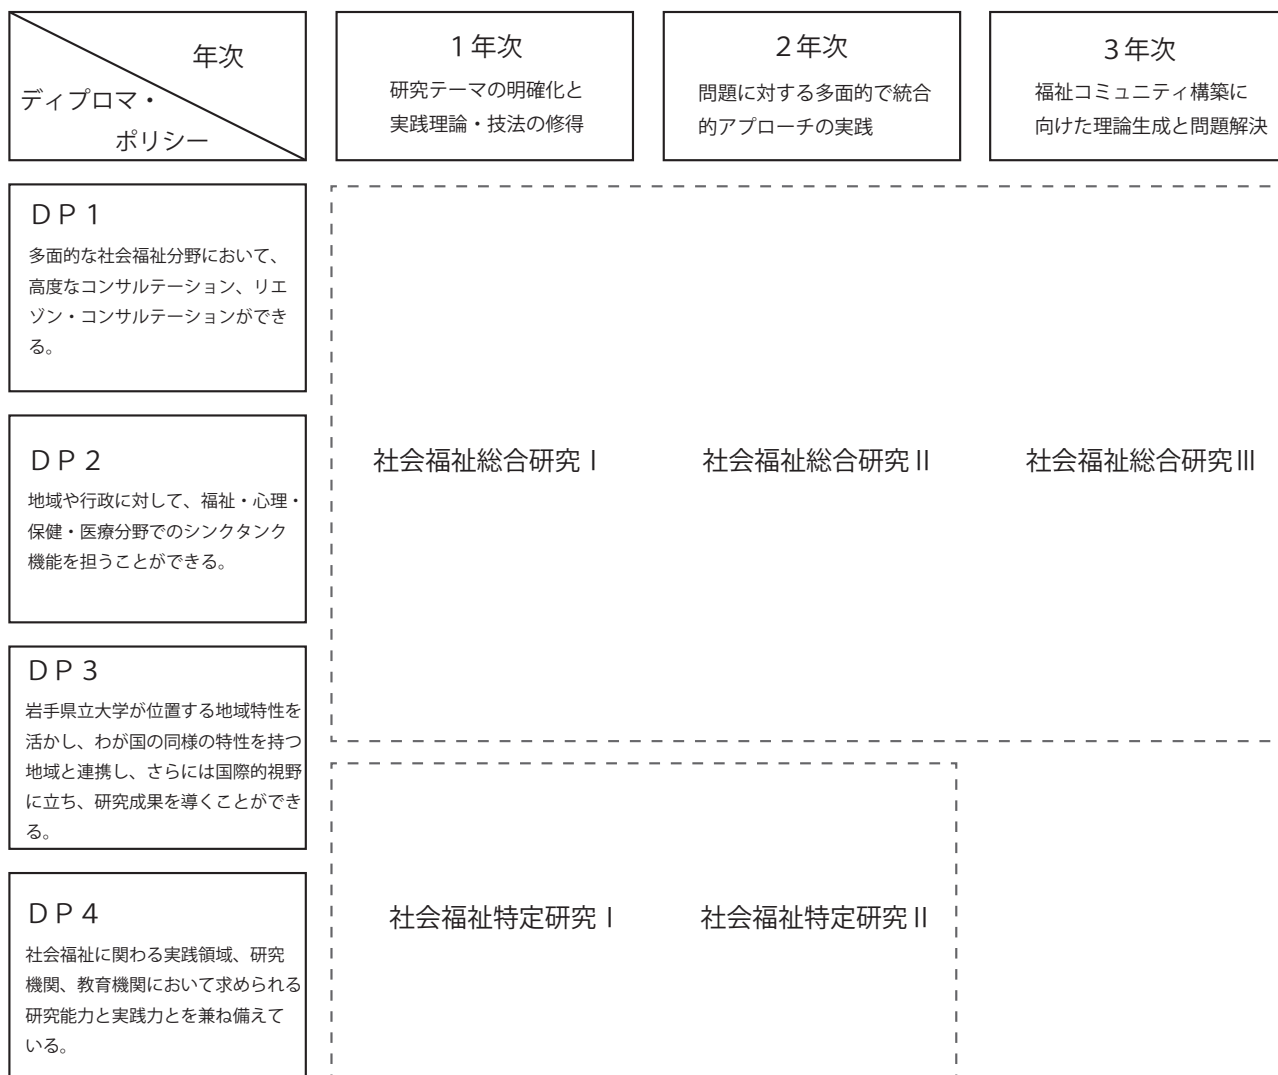 年次
ディプロマ・
ポリシー
１年次
研究テーマの明確化と
実践理論・技法の修得
２年次
問題に対する多面的で統合
的アプローチの実践
３年次
福祉コミュニティ構築に
向けた理論生成と問題解決
ＤＰ１
多面的な社会福祉分野において、
高度なコンサルテーション、リエ
ゾン・コンサルテーションができ
る。
ＤＰ２
地域や行政に対して、福祉・心理・
保健・医療分野でのシンクタンク
機能を担うことができる。
社会福祉総合研究Ⅰ
社会福祉総合研究Ⅱ
社会福祉総合研究Ⅲ
ＤＰ３
岩手県立大学が位置する地域特性を
活かし、わが国の同様の特性を持つ
地域と連携し、さらには国際的視野
に立ち、研究成果を導くことができ
る。
ＤＰ４
社会福祉に関わる実践領域、研究
機関、教育機関において求められる
研究能力と実践力とを兼ね備えて
いる。
社会福祉特定研究Ⅰ
社会福祉特定研究Ⅱ